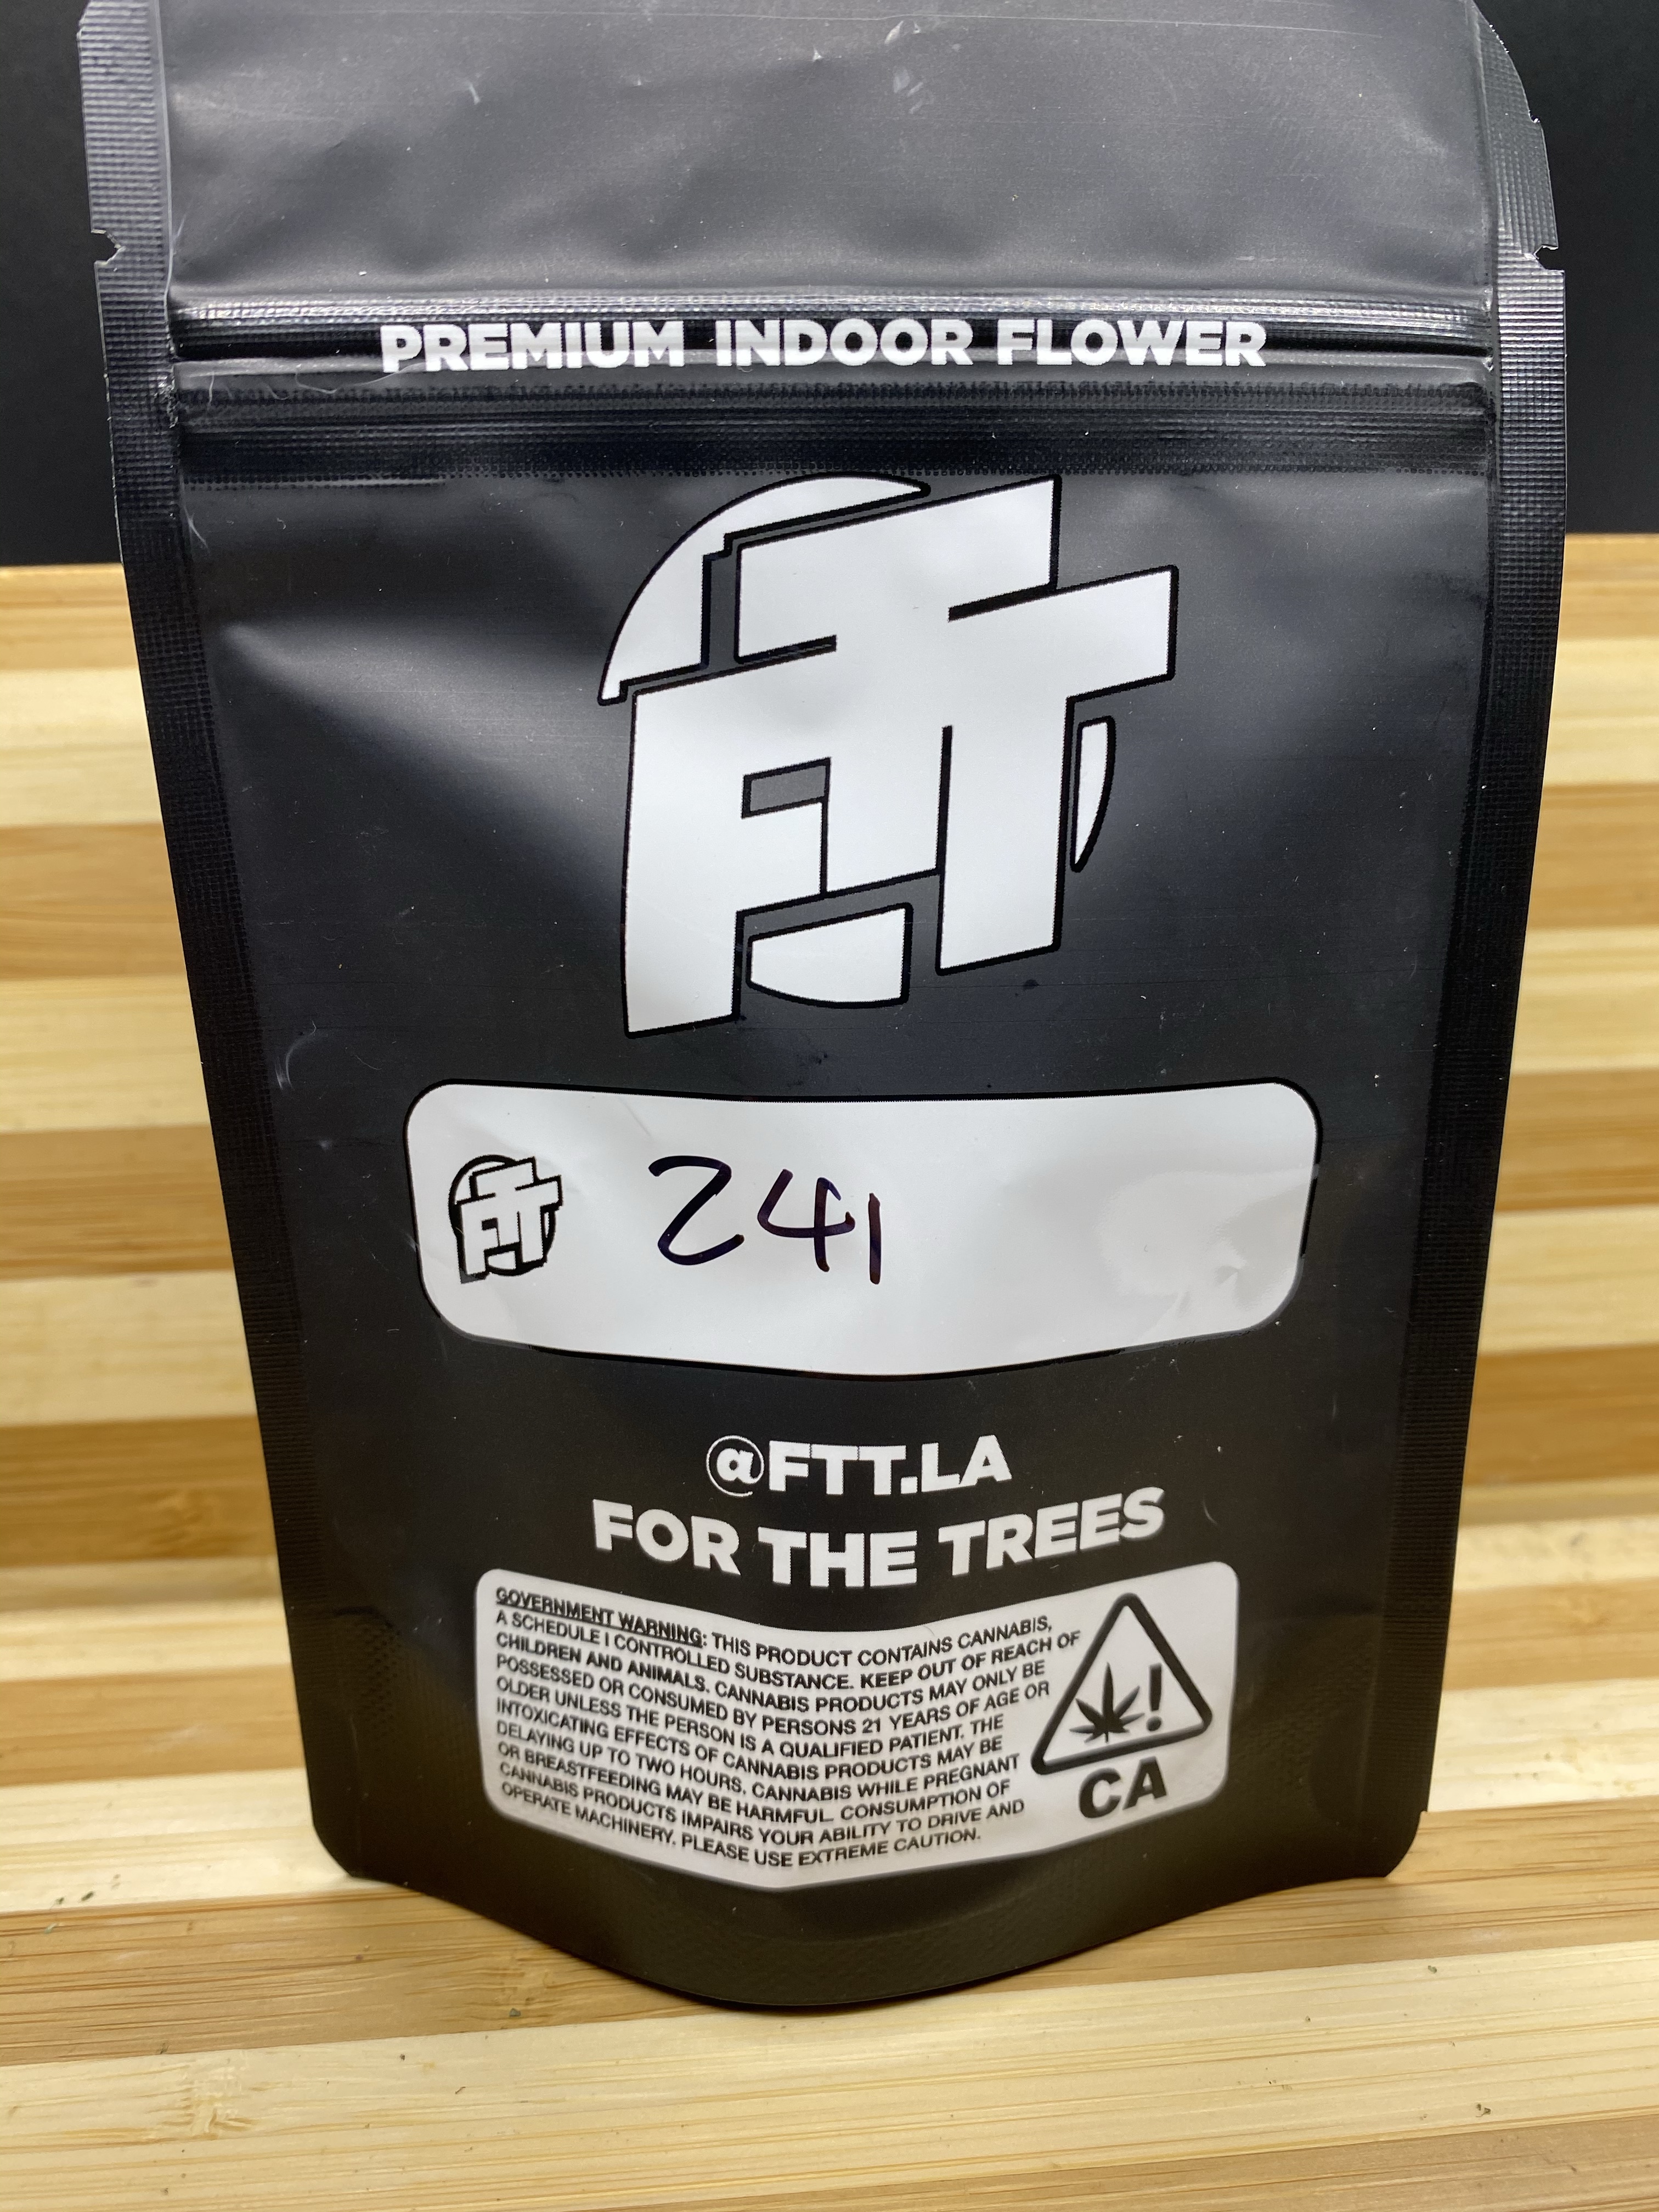 PREMIUM INDOOR FLOWER
FTT
FTT 241
@FTT.LA
FOR THE TREES
GOVERNMENT WARNING: THIS PRODUCT CONTAINS CANNABIS,
A SCHEDULE I CONTROLLED SUBSTANCE. KEEP OUT OF REACH OF
CHILDREN AND ANIMALS. CANNABIS PRODUCTS MAY ONLY BE
POSSESSED OR CONSUMED BY PERSONS 21 YEARS OF AGE OR
OLDER UNLESS THE PERSON IS A QUALIFIED PATIENT. THE
INTOXICATING EFFECTS OF CANNABIS PRODUCTS MAY BE
DELAYING UP TO TWO HOURS. CANNABIS WHILE PREGNANT
OR BREASTFEEDING MAY BE HARMFUL. CONSUMPTION OF
CANNABIS PRODUCTS IMPAIRS YOUR ABILITY TO DRIVE AND
OPERATE MACHINERY. PLEASE USE EXTREME CAUTION.
!
CA